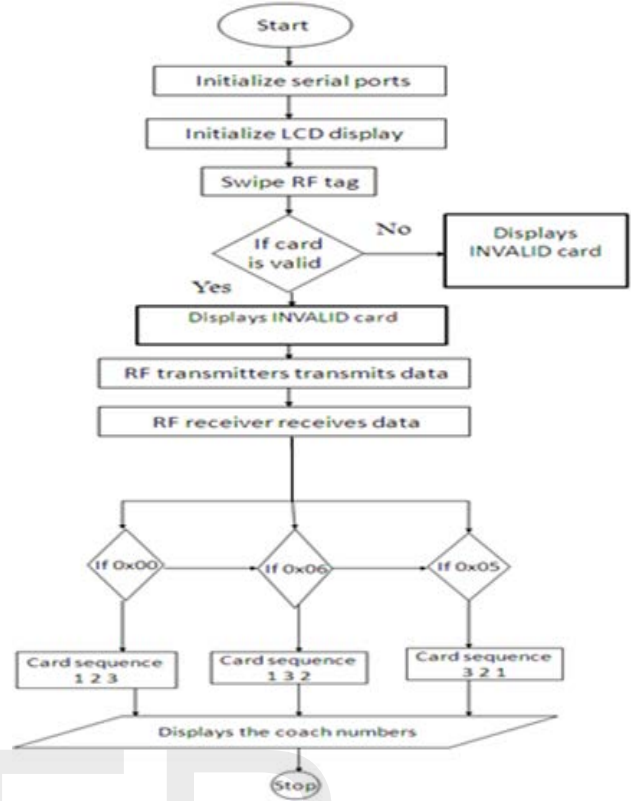 Start
Initialize serial ports
Initialize LCD display
Swipe RF tag
If card
is valid
No
Displays
INVALID card
Yes
Displays INVALID card
RF transmitters transmits data
RF receiver receives data
If 0x00
If 0x06
If 0x05
Card sequence
1 2 3
Card sequence
1 3 2
Card sequence
3 2 1
Displays the coach numbers
Stop